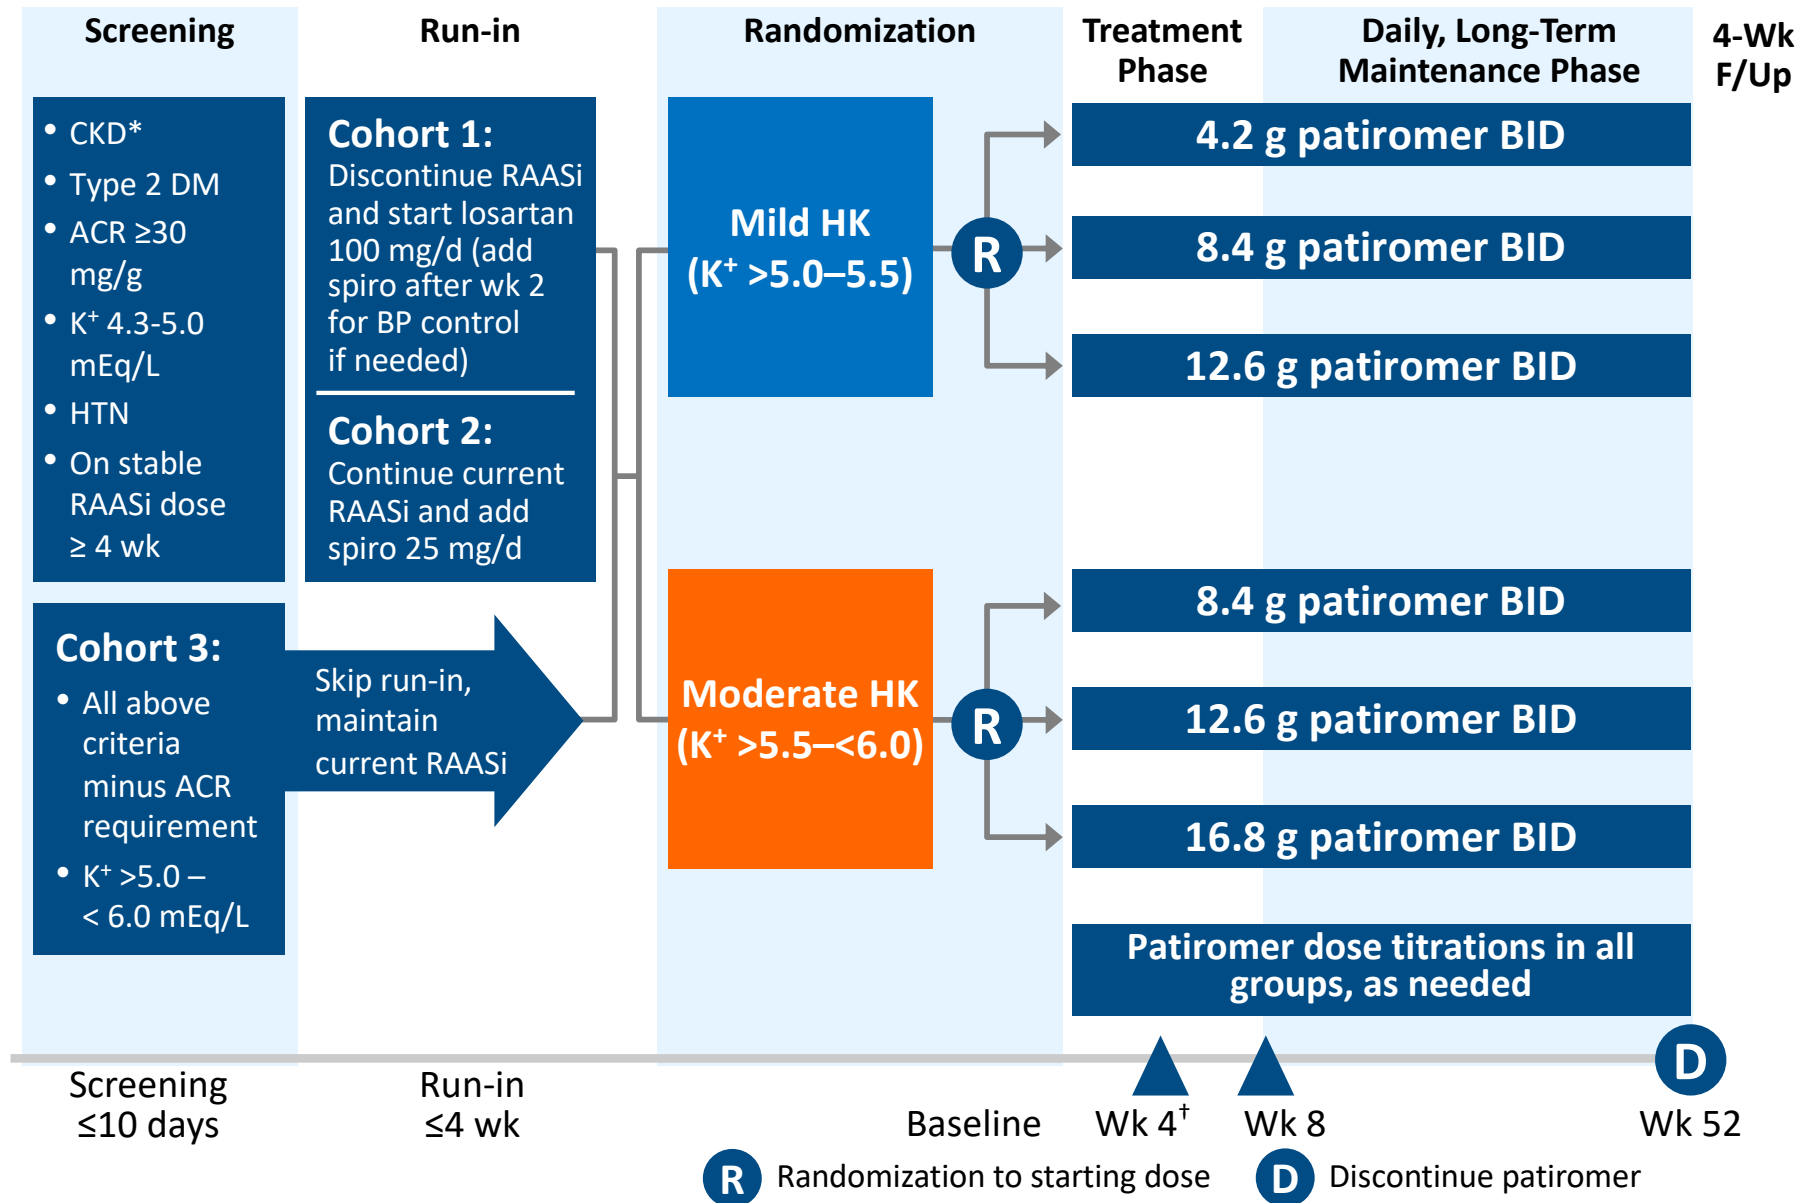 Screening
Run-in
Randomization
Treatment
Phase
Daily, Long-Term
Maintenance Phase
4-Wk
F/Up
• CKD*
• Type 2 DM
• ACR ≥30
mg/g
• K⁺ 4.3-5.0
mEq/L
• HTN
• On stable
RAASi dose
≥ 4 wk
Cohort 1:
Discontinue RAASi
and start losartan
100 mg/d (add
spiro after wk 2
for BP control
if needed)
Cohort 2:
Continue current
RAASi and add
spiro 25 mg/d
Cohort 3:
• All above
criteria
minus ACR
requirement
• K⁺ >5.0 –
< 6.0 mEq/L
Skip run-in,
maintain
current RAASi
Mild HK
(K⁺ >5.0–5.5)
R
4.2 g patiromer BID
8.4 g patiromer BID
12.6 g patiromer BID
Moderate HK
(K⁺ >5.5–<6.0)
R
8.4 g patiromer BID
12.6 g patiromer BID
16.8 g patiromer BID
Patiromer dose titrations in all
groups, as needed
D
Screening
≤10 days
Run-in
≤4 wk
Baseline
Wk 4†
Wk 8
Wk 52
R Randomization to starting dose
D Discontinue patiromer